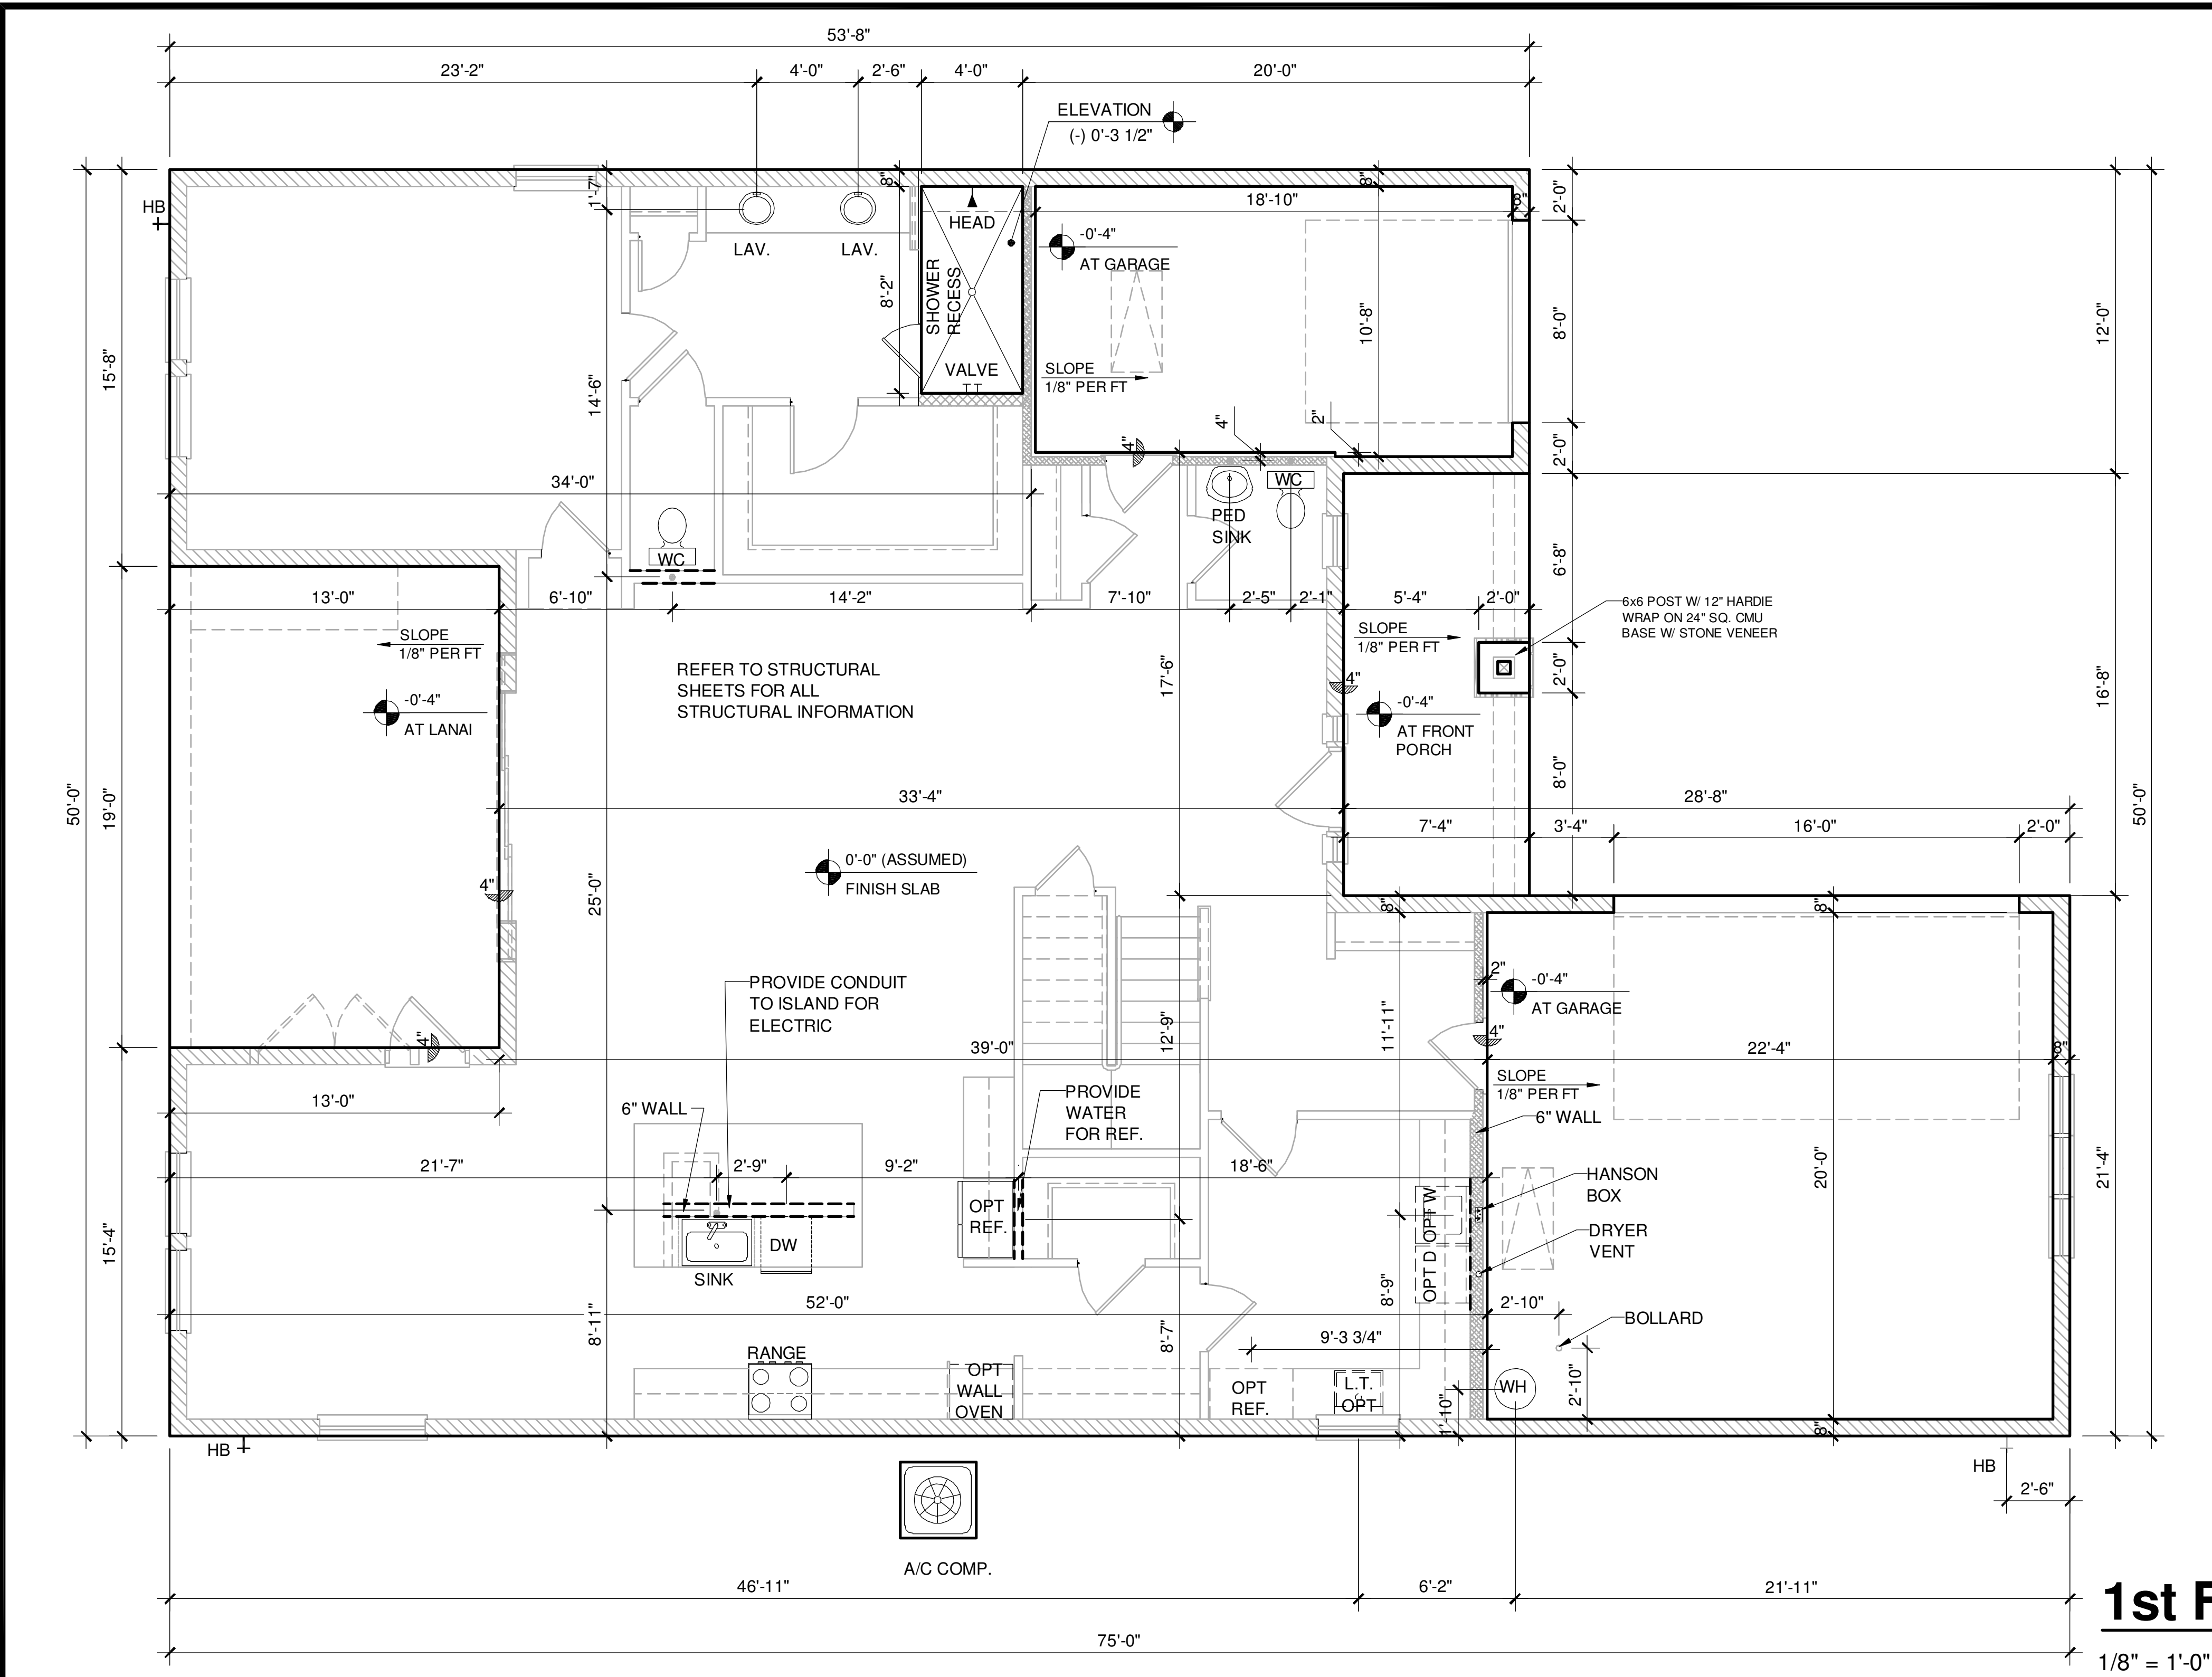 53'-8"
23'-2"
4'-0"
2'-6"
4'-0"
20'-0"
ELEVATION
(-) 0'-3 1/2"
HB
1'-7"
8"
HEAD
8"
18'-10"
8"
2'-0"
LAV.
LAV.
-0'-4"
AT GARAGE
SHOWER
RECESS
8'-2"
10'-8"
8'-0"
12'-0"
15'-8"
14'-6"
VALVE
SLOPE
1/8" PER FT
4"
2"
4"
2'-0"
34'-0"
WC
PED
SINK
WC
6'-8"
13'-0"
6'-10"
14'-2"
7'-10"
2'-5"
2'-1"
5'-4"
2'-0"
6x6 POST W/ 12" HARDIE
WRAP ON 24" SQ. CMU
BASE W/ STONE VENEER
SLOPE
1/8" PER FT
SLOPE
1/8" PER FT
REFER TO STRUCTURAL
SHEETS FOR ALL
STRUCTURAL INFORMATION
17'-6"
4"
2'-0"
16'-8"
-0'-4"
AT LANAI
-0'-4"
AT FRONT
PORCH
8'-0"
50'-0"
19'-0"
33'-4"
28'-8"
50'-0"
7'-4"
3'-4"
16'-0"
2'-0"
0'-0" (ASSUMED)
FINISH SLAB
4"
25'-0"
8"
8"
PROVIDE CONDUIT
TO ISLAND FOR
ELECTRIC
2"
-0'-4"
AT GARAGE
4"
12'-9"
11'-11"
4"
39'-0"
22'-4"
8"
SLOPE
1/8" PER FT
13'-0"
6" WALL
PROVIDE
WATER
FOR REF.
6" WALL
21'-7"
2'-9"
9'-2"
18'-6"
20'-0"
21'-4"
HANSON
BOX
OPT
REF.
OPT W
DRYER
VENT
15'-4"
DW
SINK
OPT D
8'-9"
52'-0"
2'-10"
BOLLARD
8'-11"
8'-7"
9'-3 3/4"
RANGE
OPT
WALL
OVEN
OPT
REF.
L.T.
OPT
WH
2'-10"
1'-10"
8"
HB
HB
2'-6"
A/C COMP.
46'-11"
6'-2"
21'-11"
1st F
75'-0"
1/8" = 1'-0"